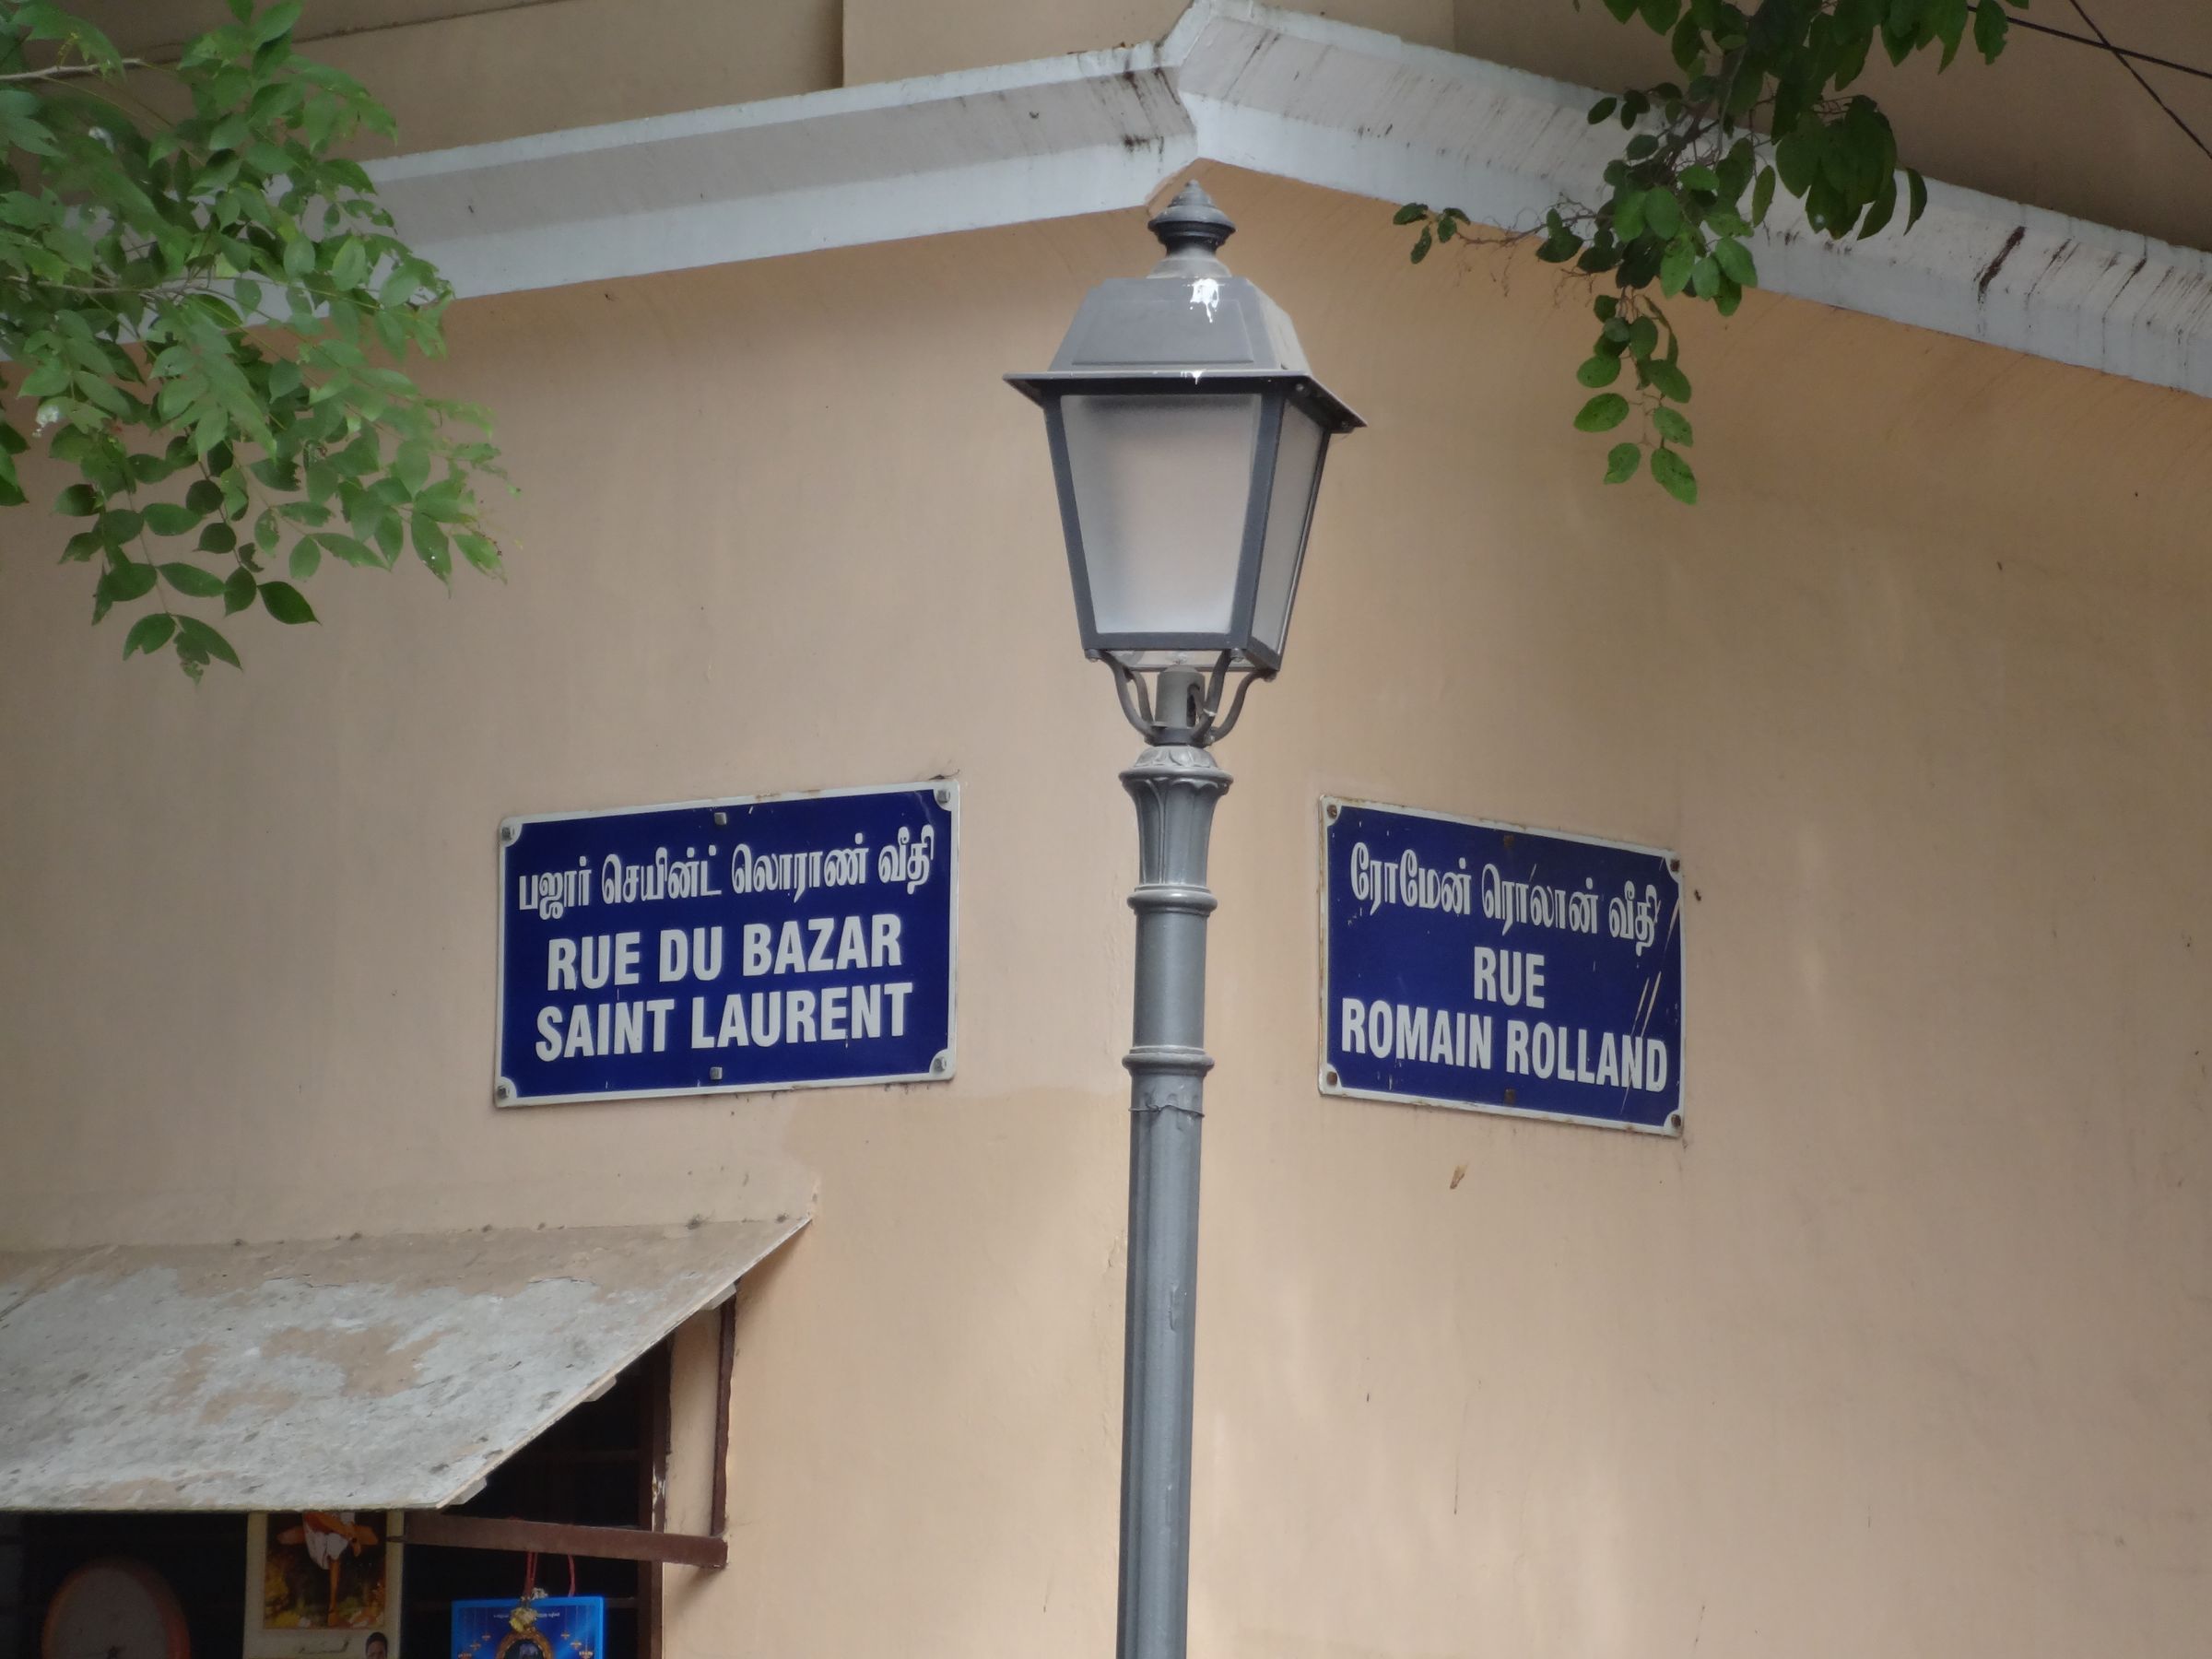 பஜார் செயின்ட் லொராண் வீதி
RUE DU BAZAR
SAINT LAURENT
ரோமேன் ரொலான் வீதி
RUE
ROMAIN ROLLAND